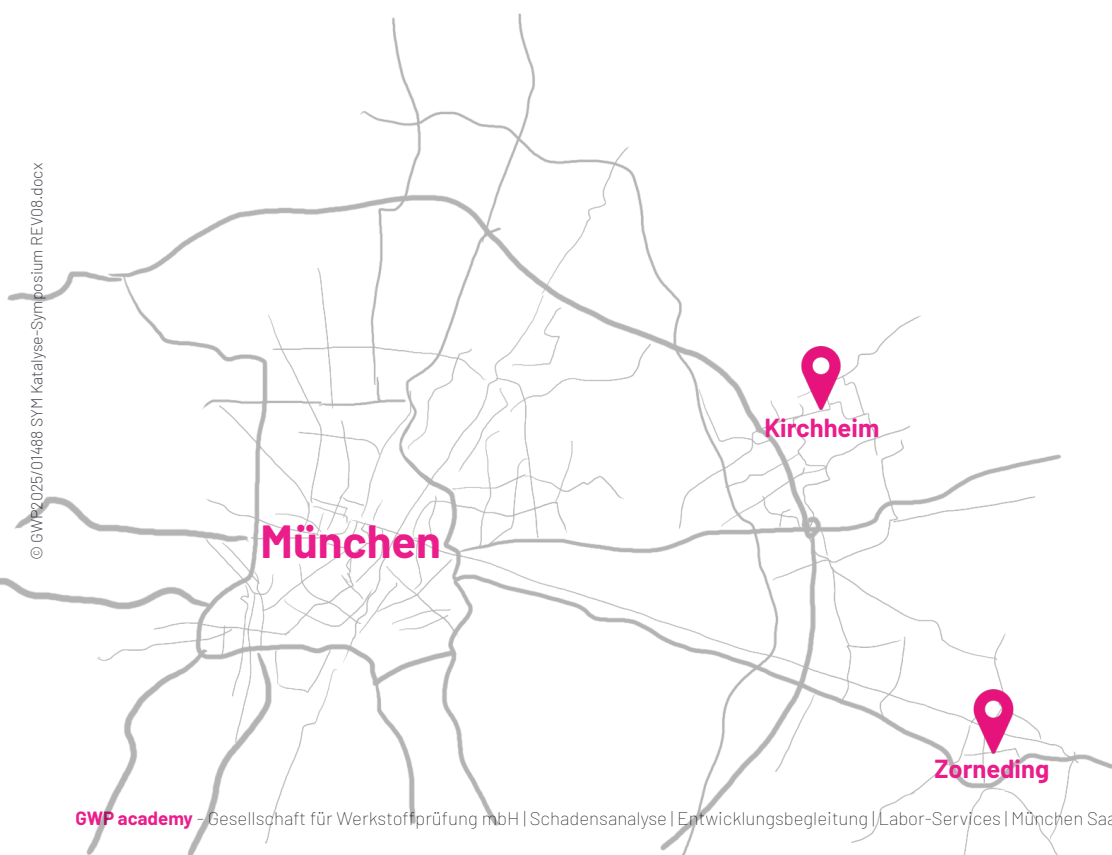 © GWP2025/01488 SYM Katalyse-Symposium REV08.docx
Kirchheim
München
Zorneding
GWP academy - Gesellschaft für Werkstoffprüfung mbH | Schadensanalyse | Entwicklungsbegleitung | Labor-Services | München Saa